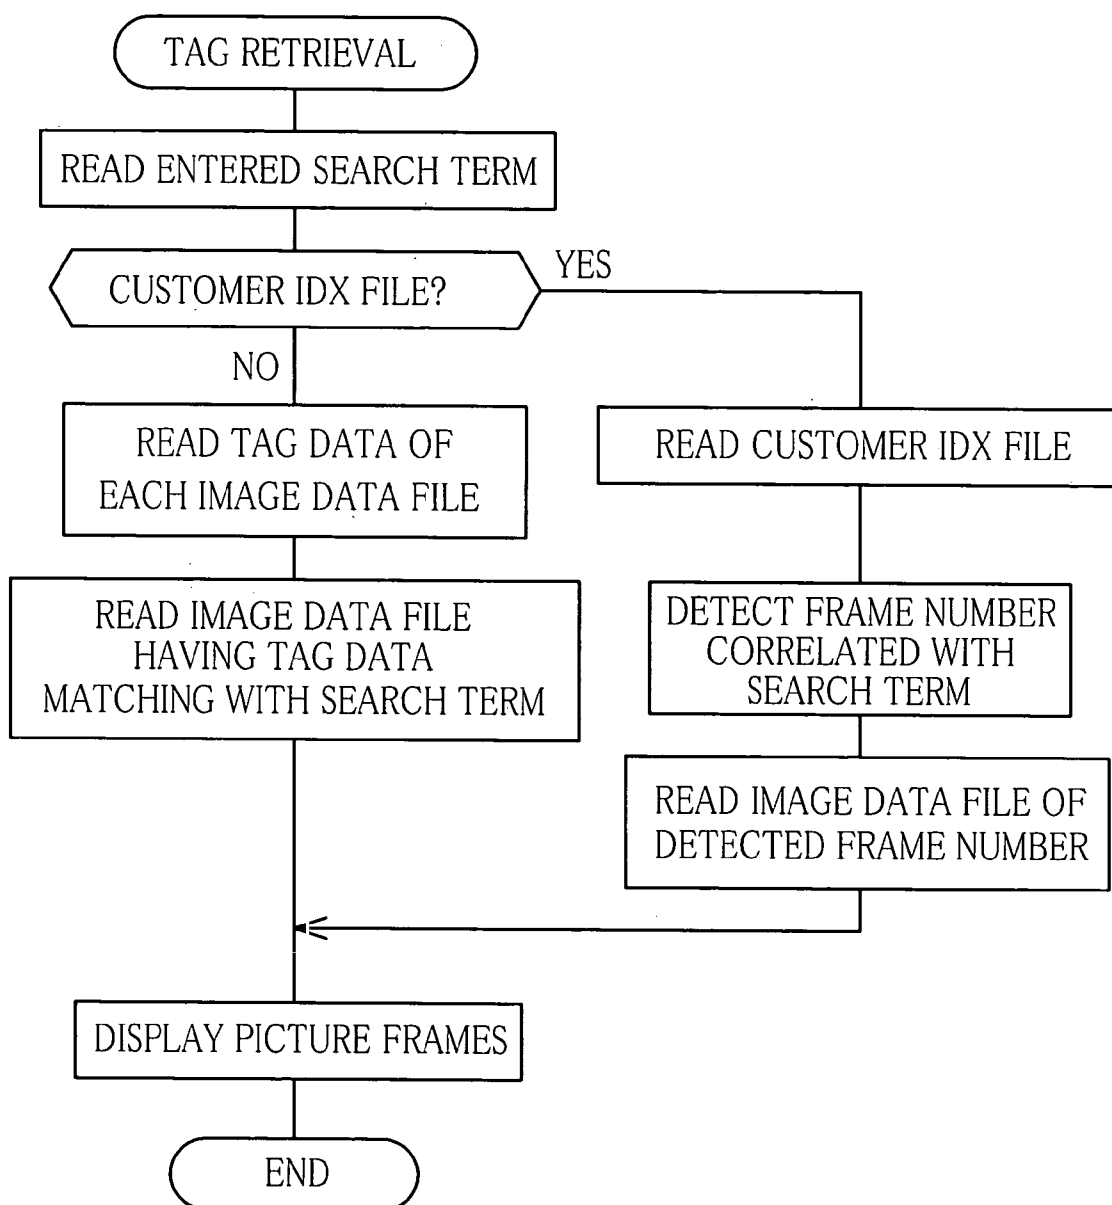 TAG RETRIEVAL
READ ENTERED SEARCH TERM
CUSTOMER IDX FILE?
YES
NO
READ TAG DATA OF
EACH IMAGE DATA FILE
READ IMAGE DATA FILE
HAVING TAG DATA
MATCHING WITH SEARCH TERM
READ CUSTOMER IDX FILE
DETECT FRAME NUMBER
CORRELATED WITH
SEARCH TERM
READ IMAGE DATA FILE OF
DETECTED FRAME NUMBER
DISPLAY PICTURE FRAMES
END